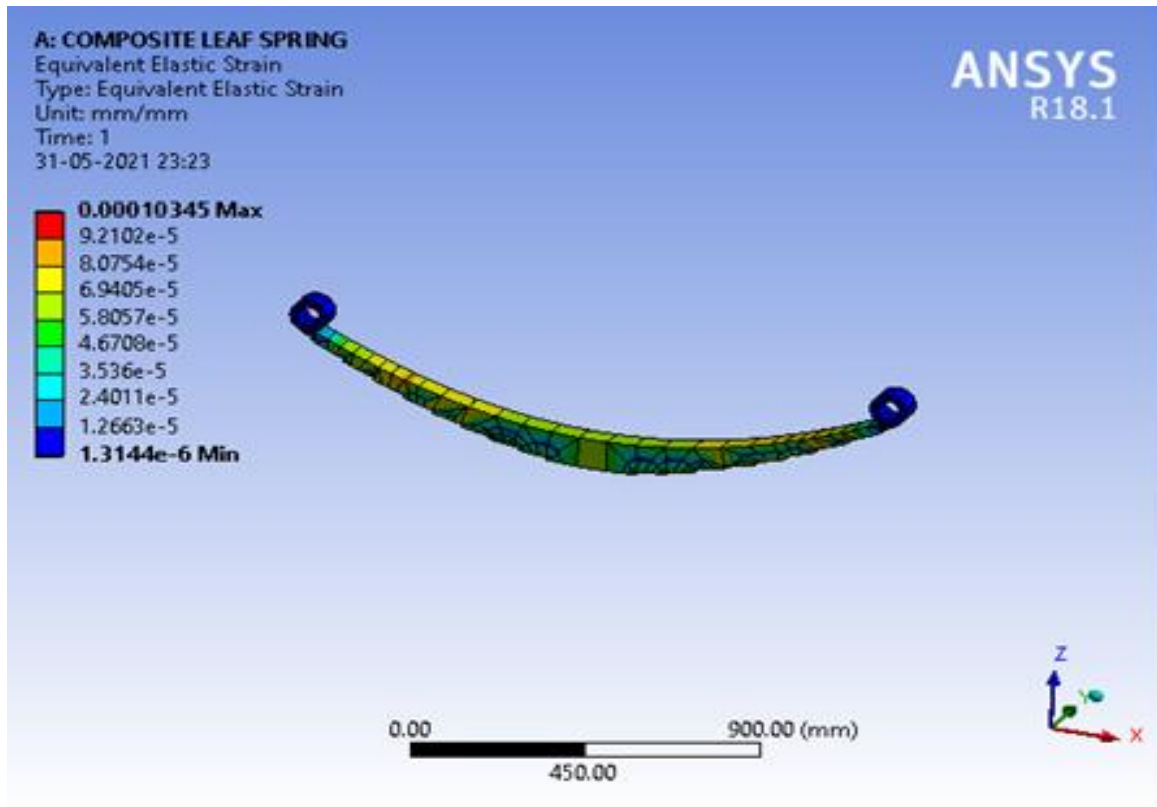 A: COMPOSITE LEAF SPRING
Equivalent Elastic Strain
Type: Equivalent Elastic Strain
Unit: mm/mm
Time: 1
31-05-2021 23:23
ANSYS
R18.1
0.00010345 Max
9.2102e-5
8.0754e-5
6.9405e-5
5.8057e-5
4.6708e-5
3.536e-5
2.4011e-5
1.2663e-5
1.3144e-6 Min
0.00 900.00 (mm)
450.00
Z
Y
X